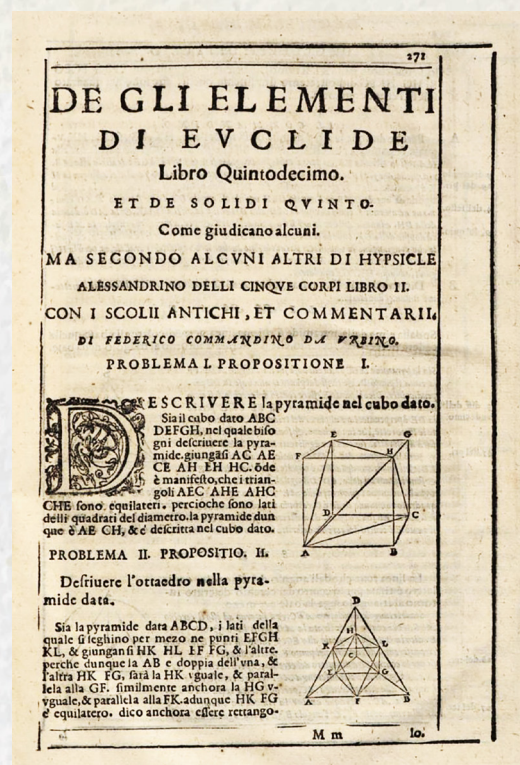 271
DE GLI ELEMENTI
DI EVCLIDE
Libro Quintodecimo.
ET DE SOLIDI QVINTO.
Come giudicano alcuni.
MA SECONDO ALCVNI ALTRI DI HYPSICLE
ALESSANDRINO DELLI CINQVE CORPI LIBRO II.
CON I SCOLII ANTICHI, ET COMMENTARII,
DI FEDERICO COMMANDINO DA VRBINO.
PROBLEMA I. PROPOSITIONE I.
DESCRIVERE la pyramide nel cubo dato.
Sia il cubo dato ABC
DEFGH, nel quale biso
gni descriuere la pyra-
mide. giungãsi AC AE
CE AH EH HC. õde
è manifesto, che i trian-
goli AEC AHE AHC
CHE sono equilateri. percioche sono lati
delli quadrati del diametro. la pyramide dun
que è AE CH, & è descritta nel cubo dato.
E G
F H
D C
A B
PROBLEMA II. PROPOSITIO. II.
Descriuere l'ottaedro nella pyra-
mide data.
Sia la pyramide data ABCD, i lati della
quale si seghino per mezo ne punti EFGH
KL, & giungansi HK HL EF FG, & l'altre.
perche dunque la AB e doppia dell'vna, &
l'altra HK FG, sarà la HK vguale, & paral-
lela alla GF. similmente anchora la HG v-
vguale, & parallela alla FK. adunque HK FG
e' equilatero. dico anchora essere rettango-
D
H
K L
C
E G
A F B
M m lo.